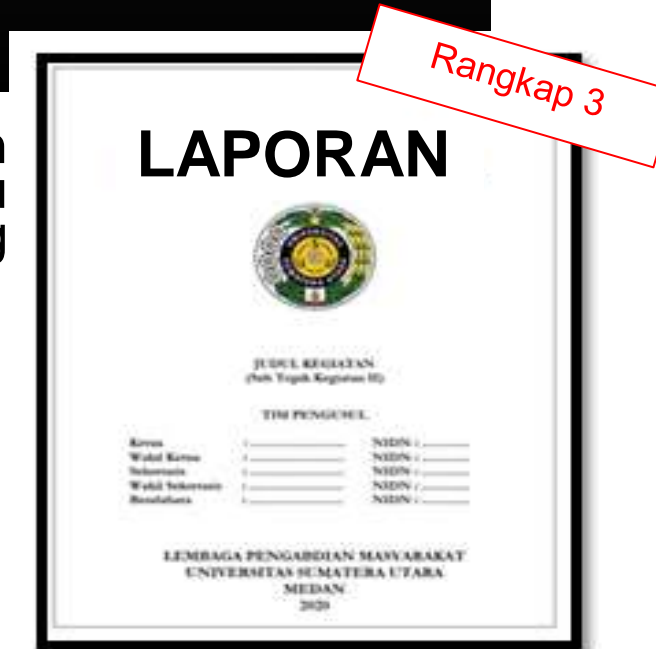 Rangkap 3
LAPORAN
JUDUL KEGIATAN
(Sub Topik Kegiatan II)
TIM PENGUSUL
Ketua : NIDN :
Wakil Ketua : NIDN :
Sekretaris : NIDN :
Wakil Sekretaris : NIDN :
Bendahara : NIDN :
LEMBAGA PENGABDIAN MASYARAKAT
UNIVERSITAS SUMATERA UTARA
MEDAN
2020